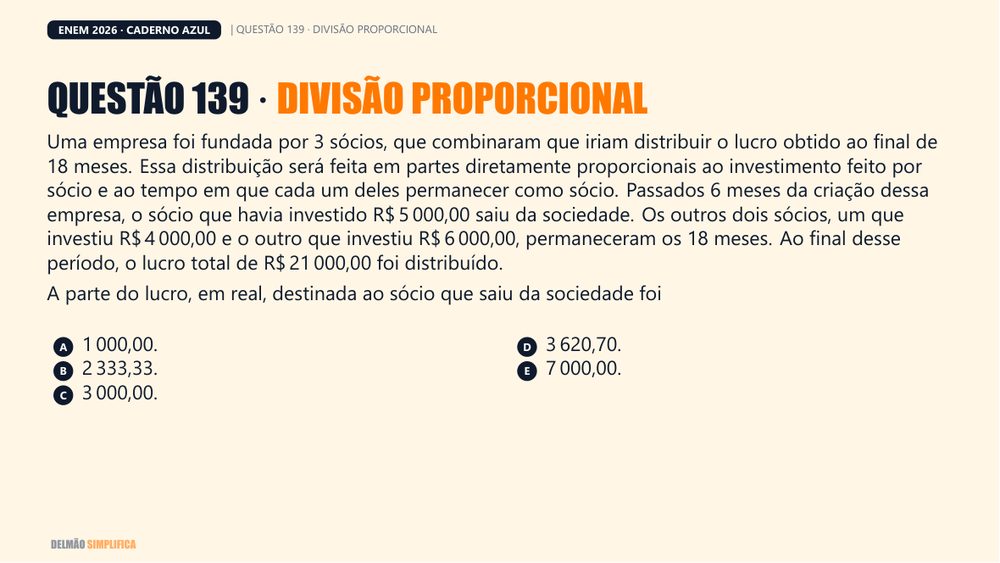 ENEM 2026 · CADERNO AZUL | QUESTÃO 139 · DIVISÃO PROPORCIONAL
QUESTÃO 139 · DIVISÃO PROPORCIONAL
Uma empresa foi fundada por 3 sócios, que combinaram que iriam distribuir o lucro obtido ao final de
18 meses. Essa distribuição será feita em partes diretamente proporcionais ao investimento feito por
sócio e ao tempo em que cada um deles permanecer como sócio. Passados 6 meses da criação dessa
empresa, o sócio que havia investido R$ 5 000,00 saiu da sociedade. Os outros dois sócios, um que
investiu R$ 4 000,00 e o outro que investiu R$ 6 000,00, permaneceram os 18 meses. Ao final desse
período, o lucro total de R$ 21 000,00 foi distribuído.
A parte do lucro, em real, destinada ao sócio que saiu da sociedade foi
A 1 000,00.
B 2 333,33.
C 3 000,00.
D 3 620,70.
E 7 000,00.
DELMÃO SIMPLIFICA